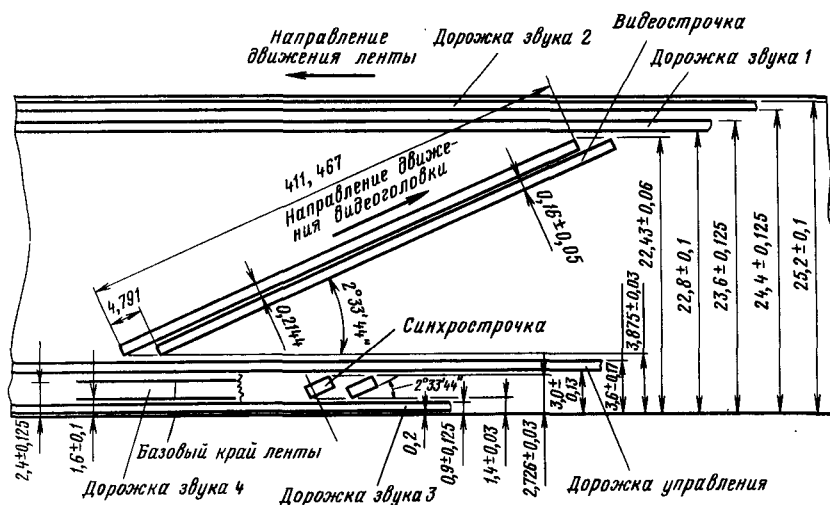 Направление
движения ленты
Дорожка звука 2
Видеострочка
Дорожка звука 1
411,467
Направление движе-
ния видеоголовки
0,16±0,05
4,791
0,2144
2°33'44"
Синхрострочка
2°33'44"
22,43±0,06
22,8±0,1
23,6±0,125
24,4±0,125
25,2±0,1
3,875±0,03
3,0±
0,13
3,6±0,17
2,4±0,125
1,6±0,1
Базовый край ленты
0,2
0,9±0,125
1,4±0,03
2,726±0,03
Дорожка звука 4
Дорожка звука 3
Дорожка управления